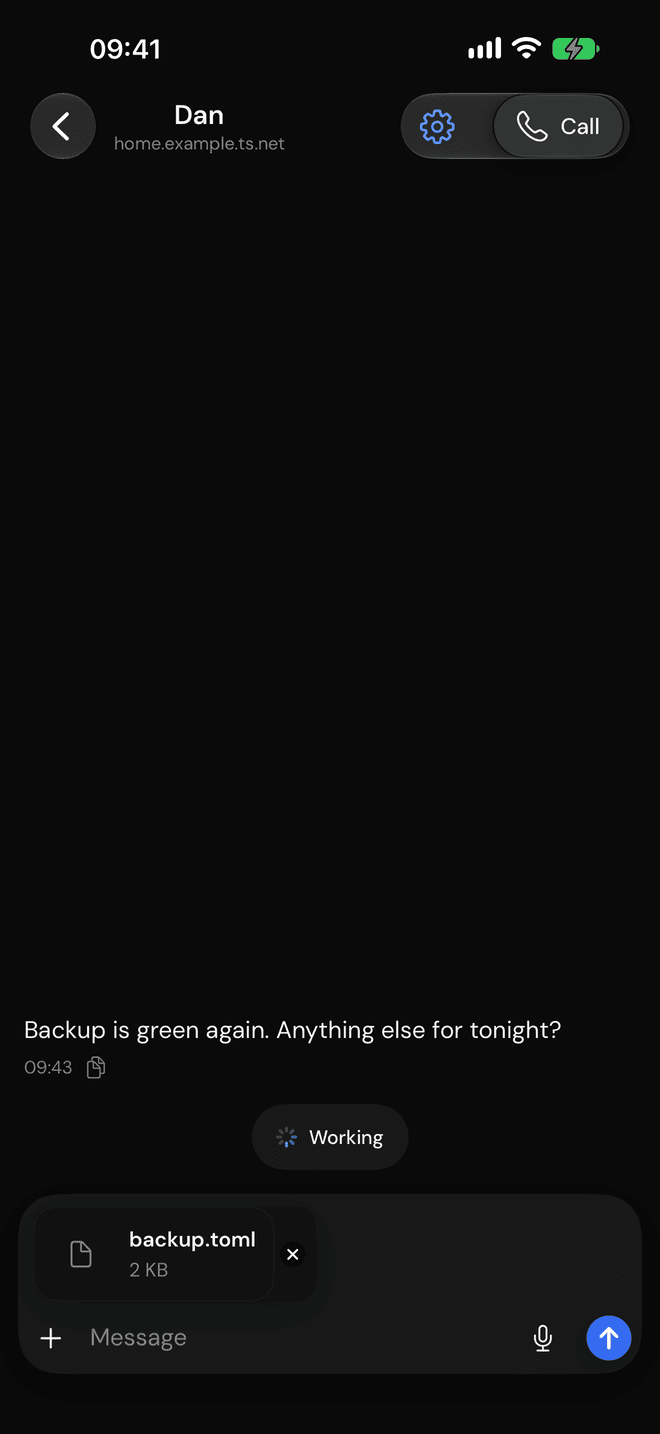 09:41
Dan
home.example.ts.net
Call
Backup is green again. Anything else for tonight?
09:43
Working
backup.toml
2 KB
Message